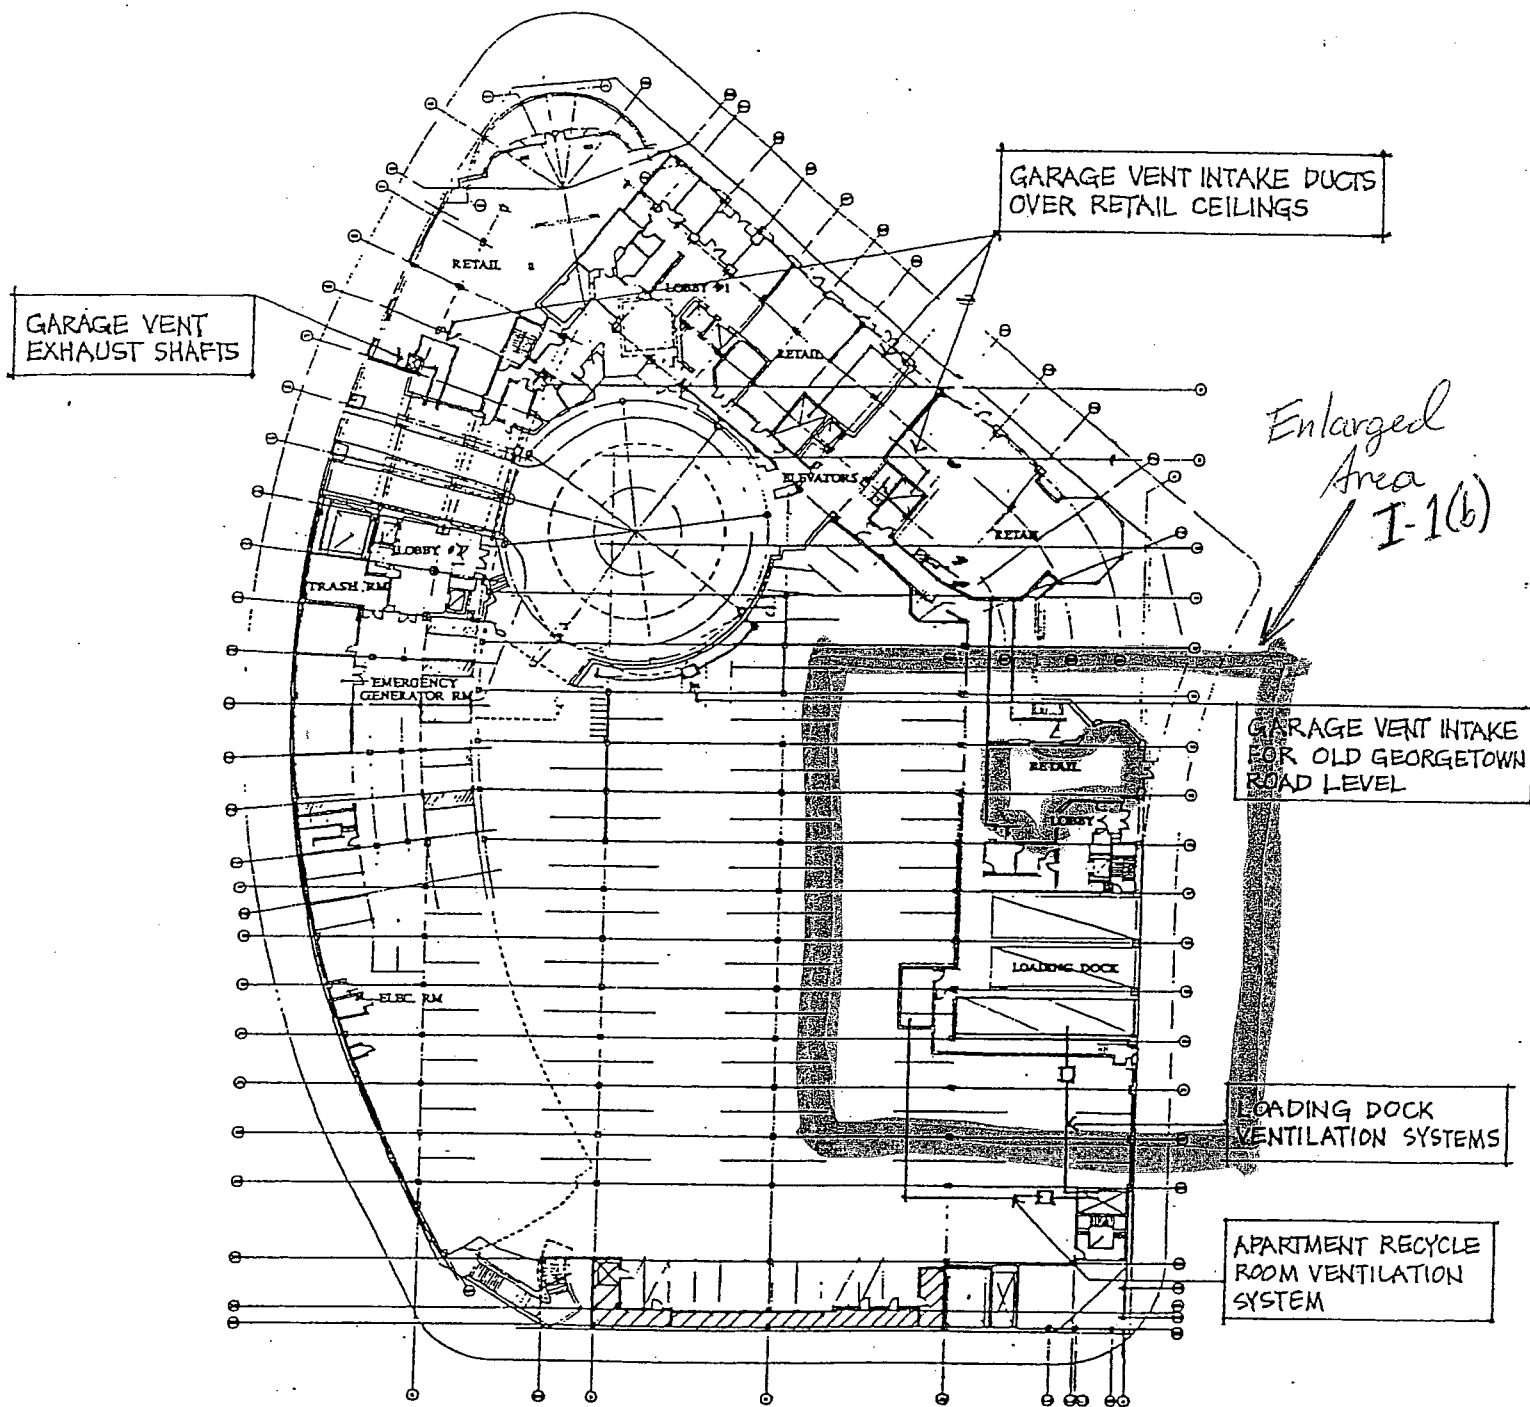 GARAGE VENT INTAKE DUCTS
OVER RETAIL CEILINGS
RETAIL
LOBBY #1
GARAGE VENT
EXHAUST SHAFTS
RETAIL
Enlarged
Area
I-1(b)
ELEVATORS
RETAIL
LOBBY #2
TRASH RM
EMERGENCY
GENERATOR RM
GARAGE VENT INTAKE
FOR OLD GEORGETOWN
ROAD LEVEL
RETAIL
LOBBY
LOADING DOCK
ELEC. RM
LOADING DOCK
VENTILATION SYSTEMS
APARTMENT RECYCLE
ROOM VENTILATION
SYSTEM